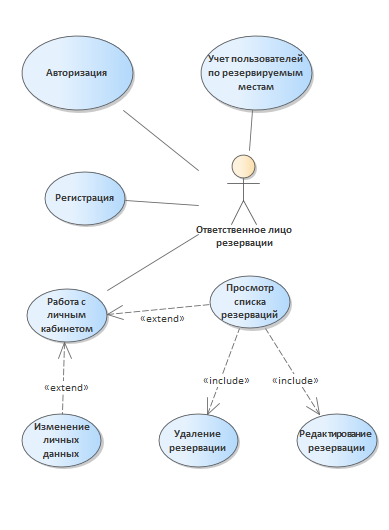 Авторизация
Учет пользователей
по резервируемым
местам
Регистрация
Ответственное лицо
резервации
Работа с
личным
кабинетом
Просмотр
списка
резерваций
«extend»
«extend»
«include»
«include»
Изменение
личных
данных
Удаление
резервации
Редактирование
резервации